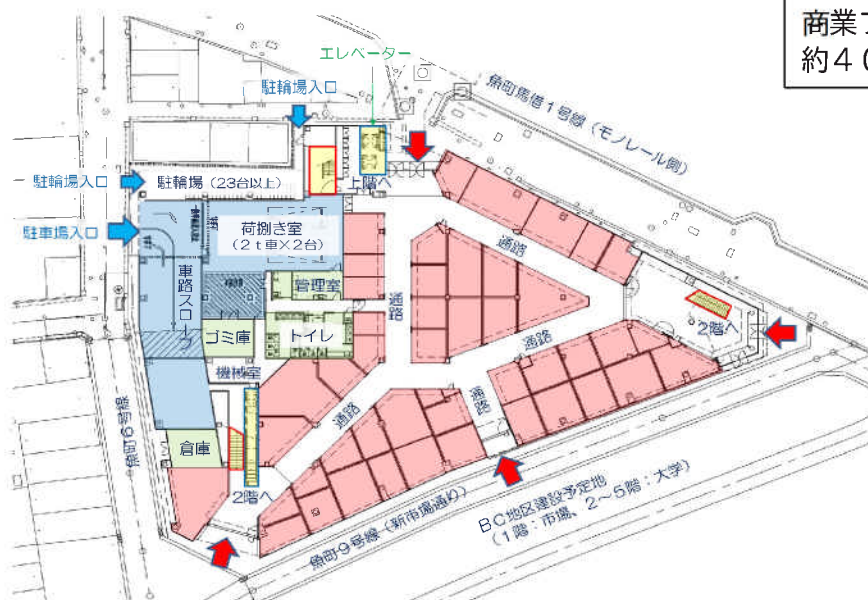 商業フ
約４０
エレベーター
駐輪場入口
魚町馬借１号線（モノレール側）
駐輪場入口
駐輪場（23台以上）
上階へ
駐車場入口
荷捌き室
（２ｔ車×２台）
通路
車路スロープ
管理室
通路
2階へ
ゴミ庫
トイレ
通路
機械室
通路
通路
魚町６号線
倉庫
2階へ
魚町９号線（新市場通り）
ＢＣ地区建設予定地
（１階：市場、２～５階：大学）